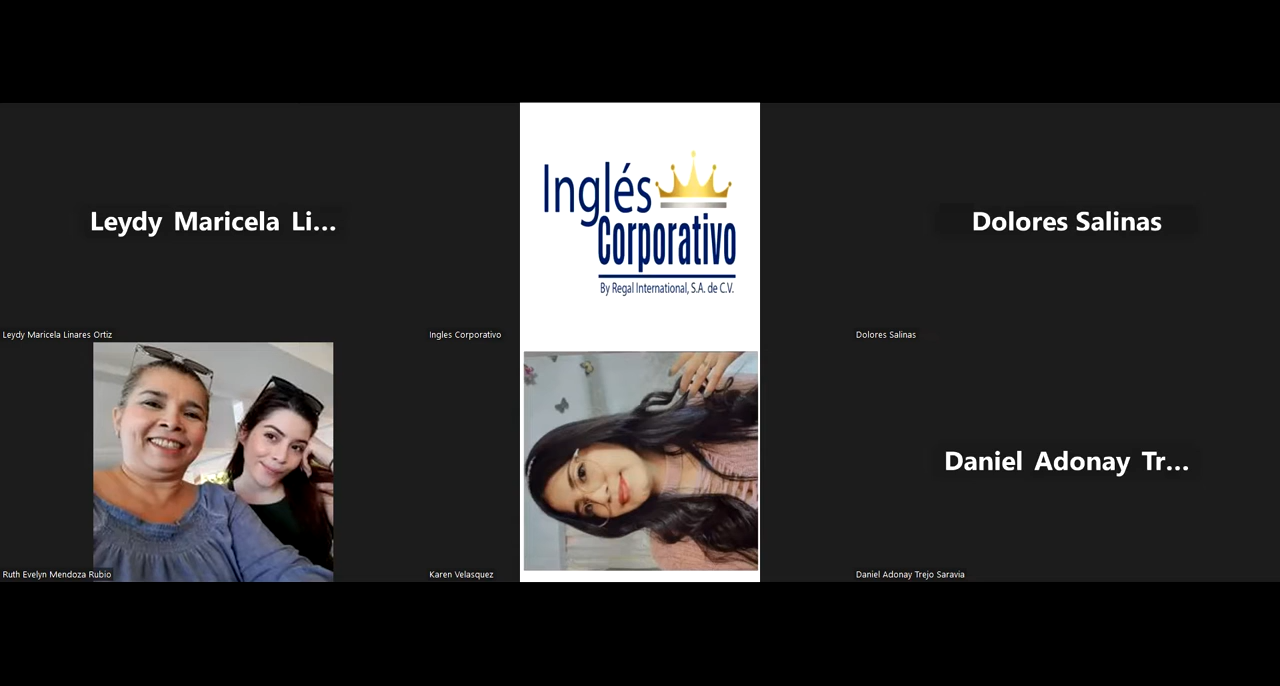 Leydy Maricela Li...
Leydy Maricela Linares Ortiz
Inglés
Corporativo
By Regal International, S.A. de C.V.
Ingles Corporativo
Dolores Salinas
Dolores Salinas
Ruth Evelyn Mendoza Rubio
Karen Velasquez
Daniel Adonay Tr...
Daniel Adonay Trejo Saravia